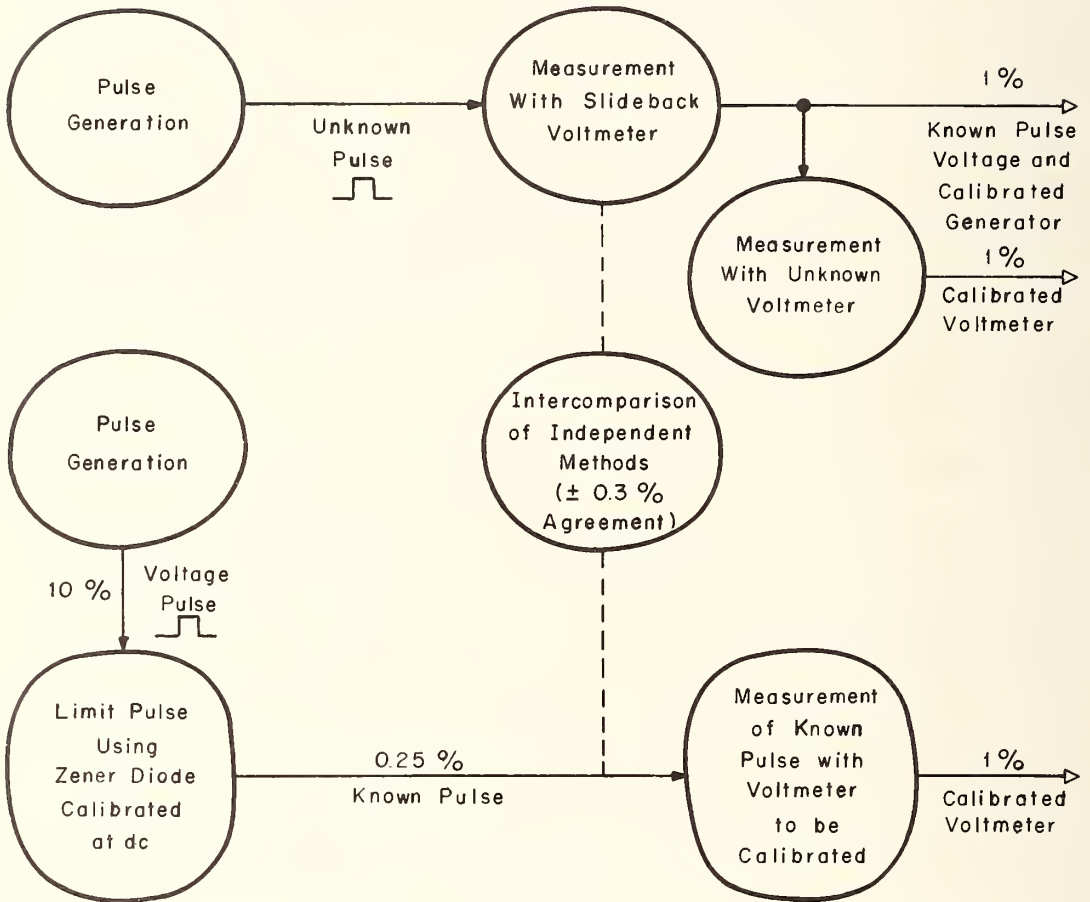 Pulse
Generation
Unknown
Pulse
Measurement
With Slideback
Voltmeter
1 %
Known Pulse
Voltage and
Calibrated
Generator
Measurement
With Unknown
Voltmeter
1 %
Calibrated
Voltmeter
Pulse
Generation
Intercomparison
of Independent
Methods
(± 0.3 %
Agreement)
10 %
Voltage
Pulse
Limit Pulse
Using
Zener Diode
Calibrated
at dc
0.25 %
Known Pulse
Measurement
of Known
Pulse with
Voltmeter
to be
Calibrated
1 %
Calibrated
Voltmeter